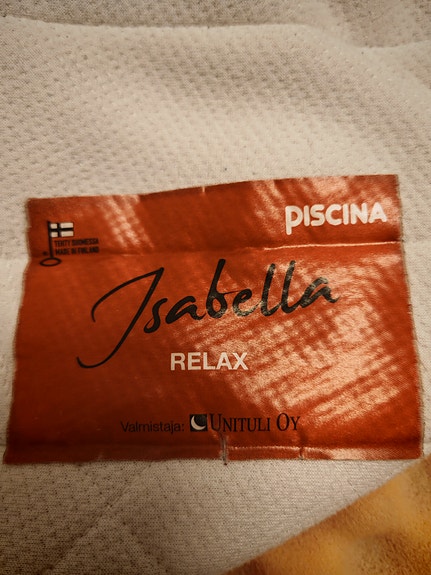 PISCINA
TEHTY SUOMESSA
MADE IN FINLAND
Isabella
RELAX
Valmistaja: UNITULI OY